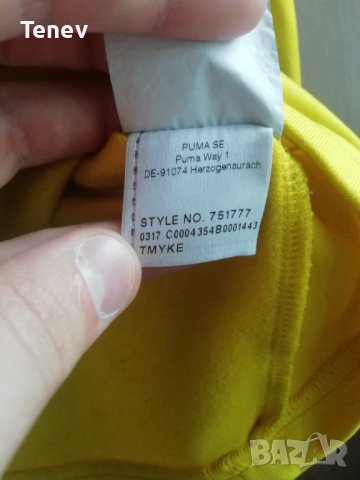 Tenev
PUMA SE
Puma Way 1
DE-91074 Herzogenaurach
STYLE NO. 751777
0317 C0004354B0001443
TMYKE
BAZAR